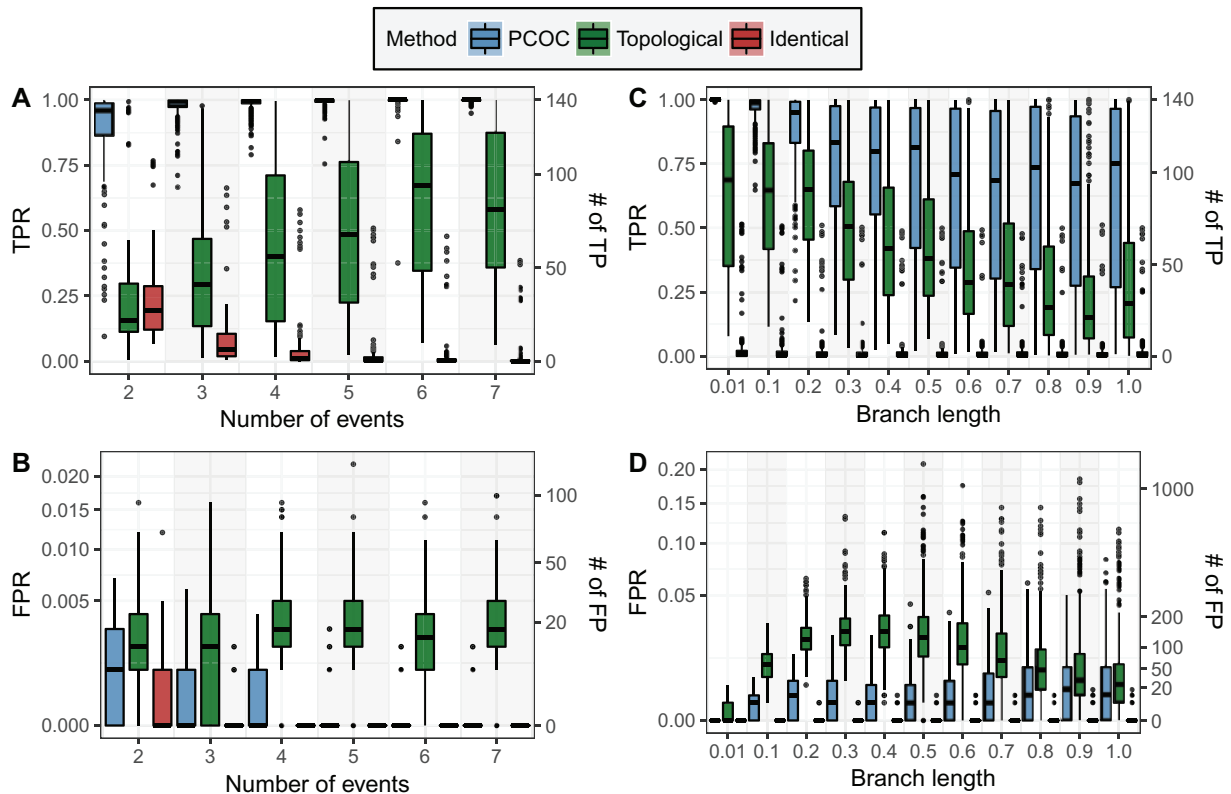 Method PCOC Topological Identical
A
1.00
0.75
0.50
0.25
0.00
TPR
140
100
50
0
# of TP
2 3 4 5 6 7
Number of events
C
1.00
0.75
0.50
0.25
0.00
TPR
140
100
50
0
# of TP
0.01 0.1 0.2 0.3 0.4 0.5 0.6 0.7 0.8 0.9 1.0
Branch length
B
0.020
0.015
0.010
0.005
0.000
FPR
100
50
20
0
# of FP
2 3 4 5 6 7
Number of events
D
0.20
0.15
0.10
0.05
0.00
FPR
1000
200
100
50
20
0
# of FP
0.01 0.1 0.2 0.3 0.4 0.5 0.6 0.7 0.8 0.9 1.0
Branch length